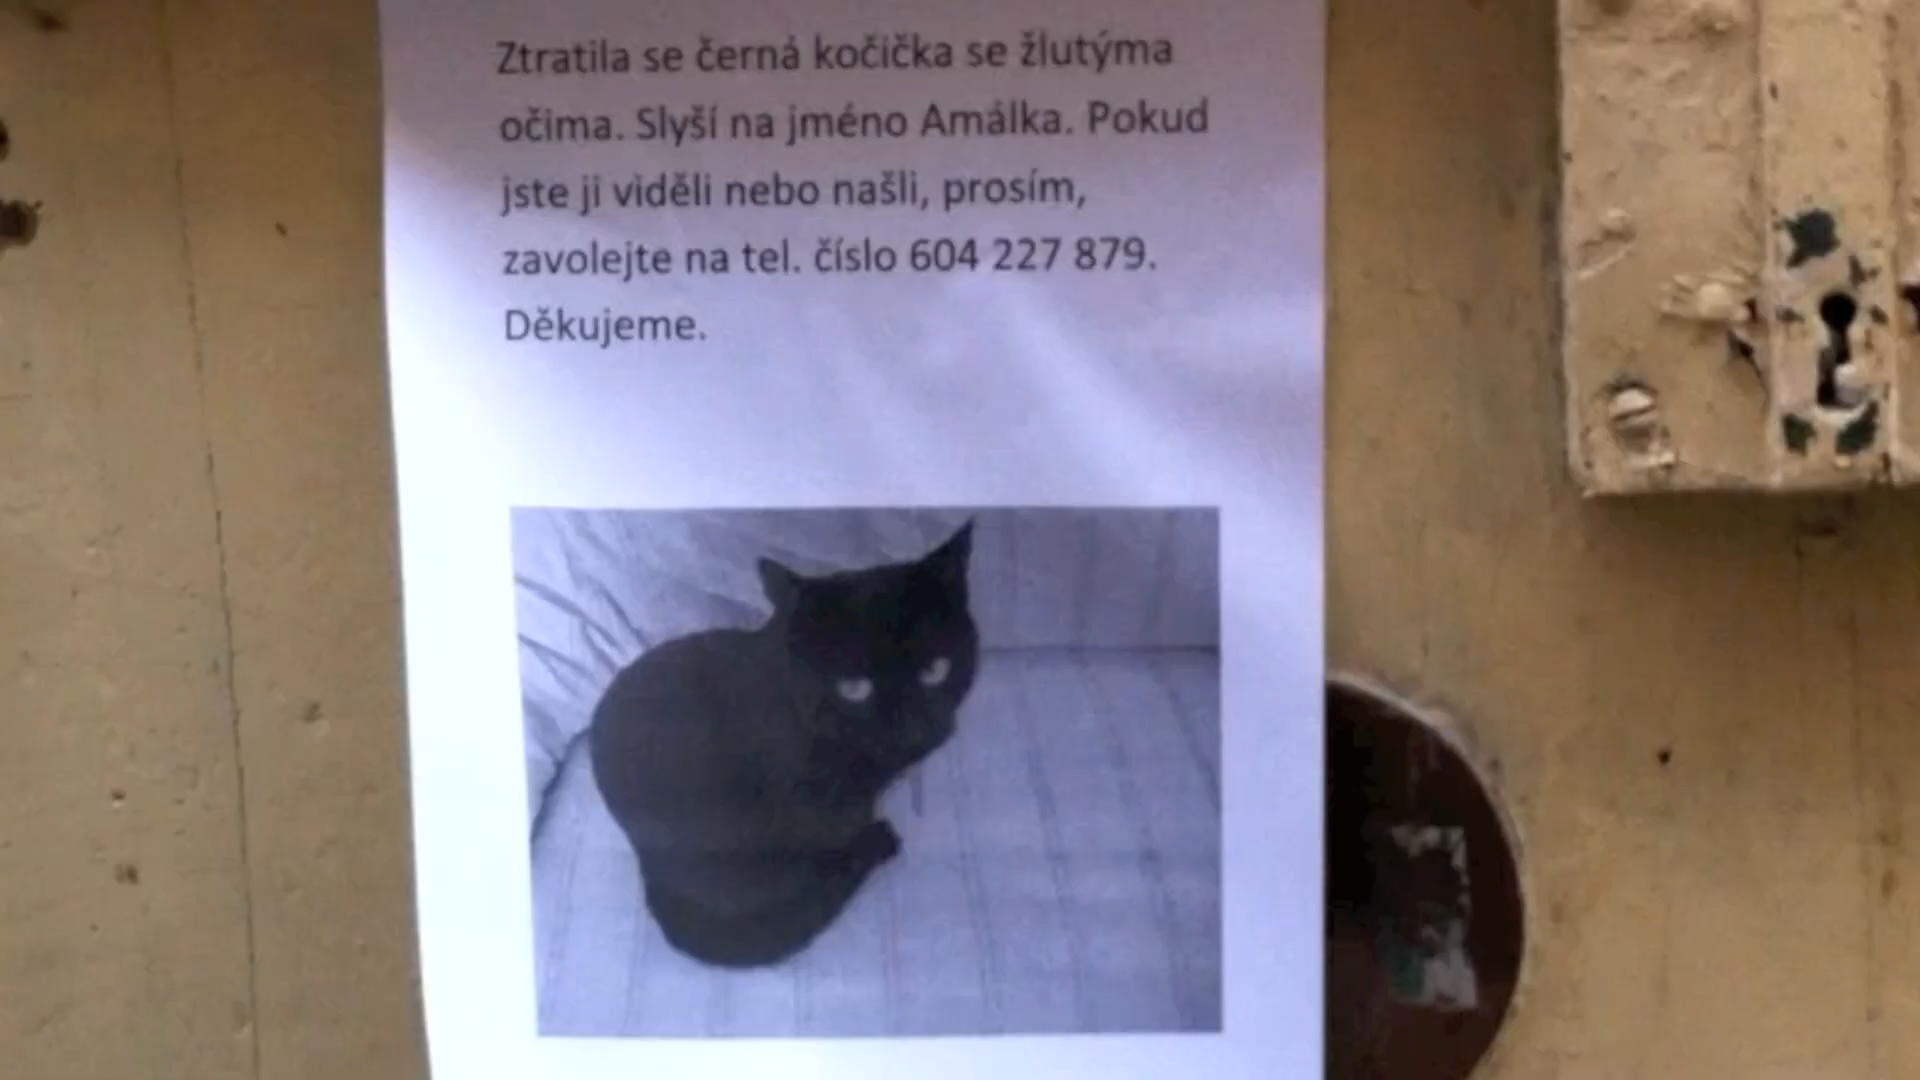 Ztratila se černá kočička se žlutýma
očima. Slyší na jméno Amálka. Pokud
jste ji viděli nebo našli, prosím,
zavolejte na tel. číslo 604 227 879.
Děkujeme.